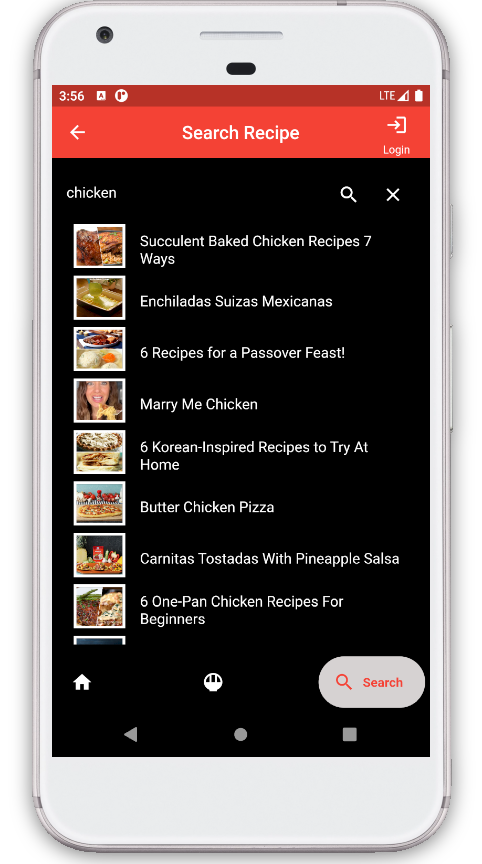 3:56
LTE
Search Recipe
Login
chicken
Succulent Baked Chicken Recipes 7
Ways
Enchiladas Suizas Mexicanas
6 Recipes for a Passover Feast!
Marry Me Chicken
6 Korean-Inspired Recipes to Try At
Home
Butter Chicken Pizza
Carnitas Tostadas With Pineapple Salsa
6 One-Pan Chicken Recipes For
Beginners
Search